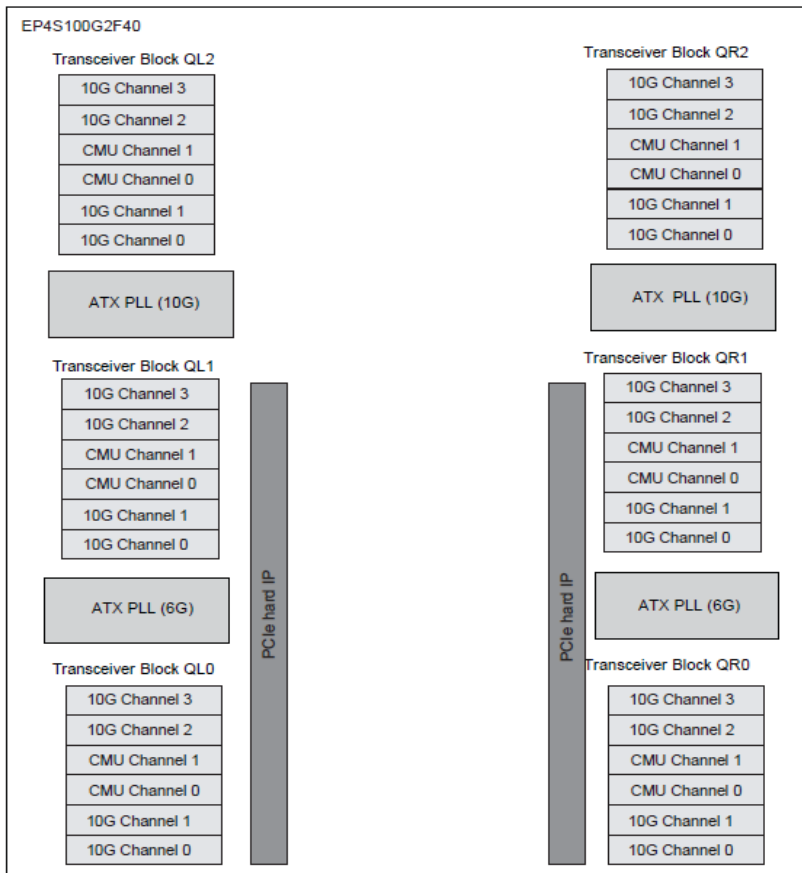 EP4S100G2F40
Transceiver Block QL2
10G Channel 3
10G Channel 2
CMU Channel 1
CMU Channel 0
10G Channel 1
10G Channel 0
ATX PLL (10G)
Transceiver Block QL1
10G Channel 3
10G Channel 2
CMU Channel 1
CMU Channel 0
10G Channel 1
10G Channel 0
ATX PLL (6G)
Transceiver Block QL0
10G Channel 3
10G Channel 2
CMU Channel 1
CMU Channel 0
10G Channel 1
10G Channel 0
PCIe hard IP
PCIe hard IP
Transceiver Block QR2
10G Channel 3
10G Channel 2
CMU Channel 1
CMU Channel 0
10G Channel 1
10G Channel 0
ATX PLL (10G)
Transceiver Block QR1
10G Channel 3
10G Channel 2
CMU Channel 1
CMU Channel 0
10G Channel 1
10G Channel 0
ATX PLL (6G)
Transceiver Block QR0
10G Channel 3
10G Channel 2
CMU Channel 1
CMU Channel 0
10G Channel 1
10G Channel 0